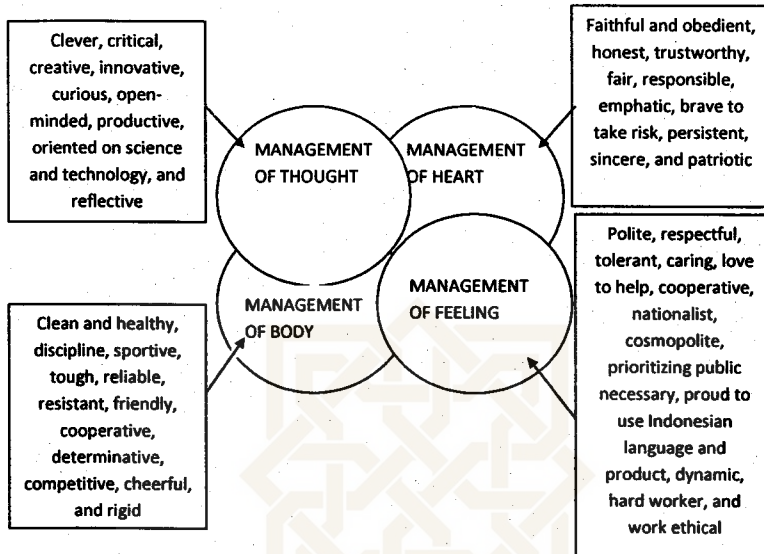 Clever, critical,
creative, innovative,
curious, open-
minded, productive,
oriented on science
and technology, and
reflective
Faithful and obedient,
honest, trustworthy,
fair, responsible,
emphatic, brave to
take risk, persistent,
sincere, and patriotic
MANAGEMENT
OF THOUGHT
MANAGEMENT
OF HEART
MANAGEMENT
OF BODY
MANAGEMENT
OF FEELING
Clean and healthy,
discipline, sportive,
tough, reliable,
resistant, friendly,
cooperative,
determinative,
competitive, cheerful,
and rigid
Polite, respectful,
tolerant, caring, love
to help, cooperative,
nationalist,
cosmopolite,
prioritizing public
necessary, proud to
use Indonesian
language and
product, dynamic,
hard worker, and
work ethical